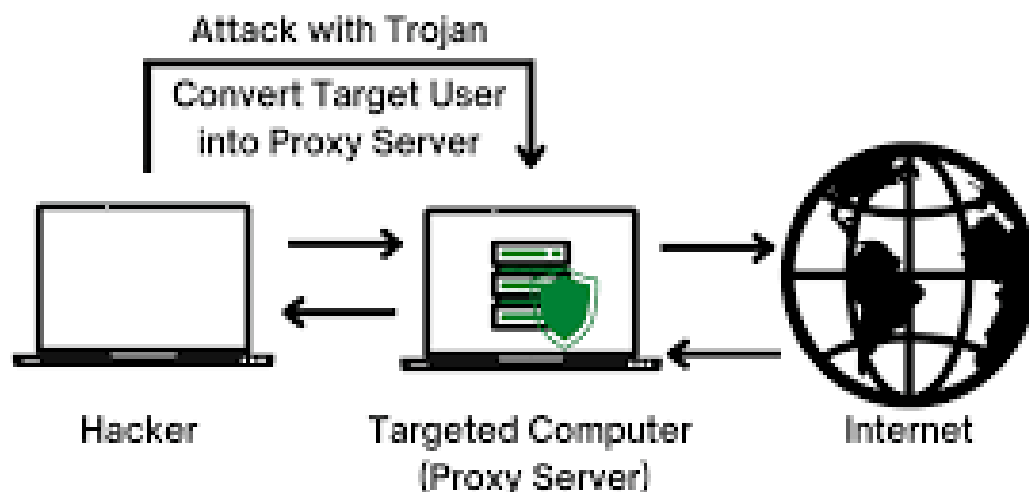 Attack with Trojan
Convert Target User
into Proxy Server
Hacker
Targeted Computer
(Proxy Server)
Internet